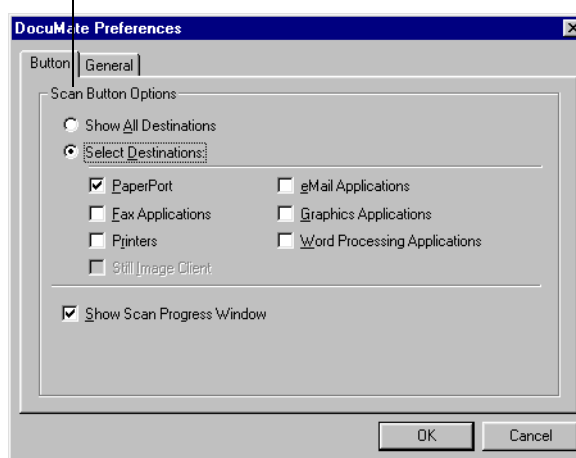 DocuMate Preferences
Button General
Scan Button Options
Show All Destinations
Select Destinations:
PaperPort eMail Applications
Fax Applications Graphics Applications
Printers Word Processing Applications
Still Image Client
Show Scan Progress Window
OK Cancel